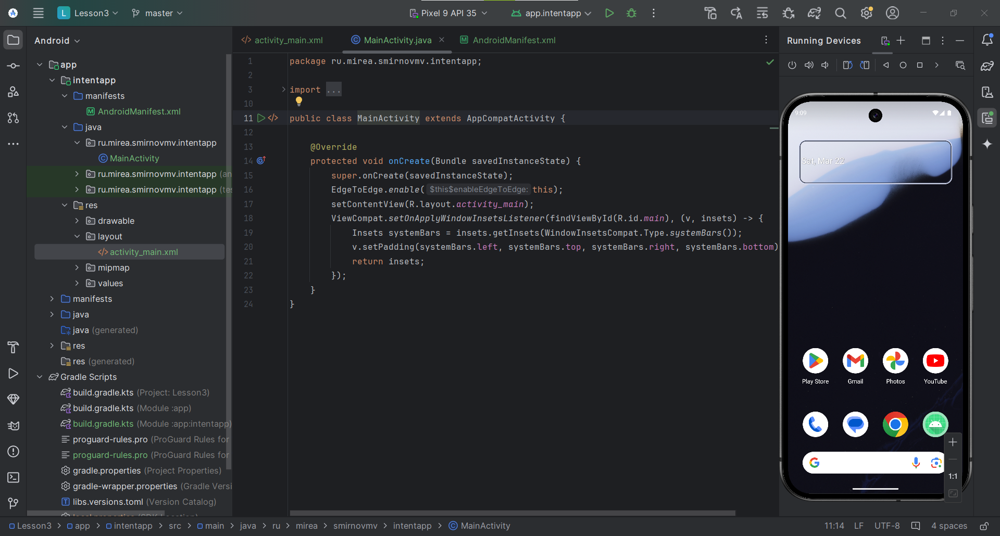 L Lesson3 master Pixel 9 API 35 app.intentapp
Android
activity_main.xml MainActivity.java AndroidManifest.xml
Running Devices
app
intentapp
manifests
AndroidManifest.xml
java
ru.mirea.smirnovmv.intentapp
MainActivity
ru.mirea.smirnovmv.intentapp (an
ru.mirea.smirnovmv.intentapp (te
res
drawable
layout
activity_main.xml
mipmap
values
manifests
java
java (generated)
res
res (generated)
Gradle Scripts
build.gradle.kts (Project: Lesson3)
build.gradle.kts (Module :app)
build.gradle.kts (Module :app:intentapp)
proguard-rules.pro (ProGuard Rules for
proguard-rules.pro (ProGuard Rules for
gradle.properties (Project Properties)
gradle-wrapper.properties (Gradle Versi
libs.versions.toml (Version Catalog)
1 package ru.mirea.smirnovmv.intentapp;
2
3 import ...
10
11 public class MainActivity extends AppCompatActivity {
12
13 @Override
14 protected void onCreate(Bundle savedInstanceState) {
15 super.onCreate(savedInstanceState);
16 EdgeToEdge.enable( $this$enableEdgeToEdge: this);
17 setContentView(R.layout.activity_main);
18 ViewCompat.setOnApplyWindowInsetsListener(findViewById(R.id.main), (v, insets) -> {
19 Insets systemBars = insets.getInsets(WindowInsetsCompat.Type.systemBars());
20 v.setPadding(systemBars.left, systemBars.top, systemBars.right, systemBars.bottom)
21 return insets;
22 });
23 }
24 }
9:09
Sat, Mar 22
Play Store Gmail Photos YouTube
1:1
Lesson3 > app > intentapp > src > main > java > ru > mirea > smirnovmv > intentapp > MainActivity
11:14 LF UTF-8 4 spaces